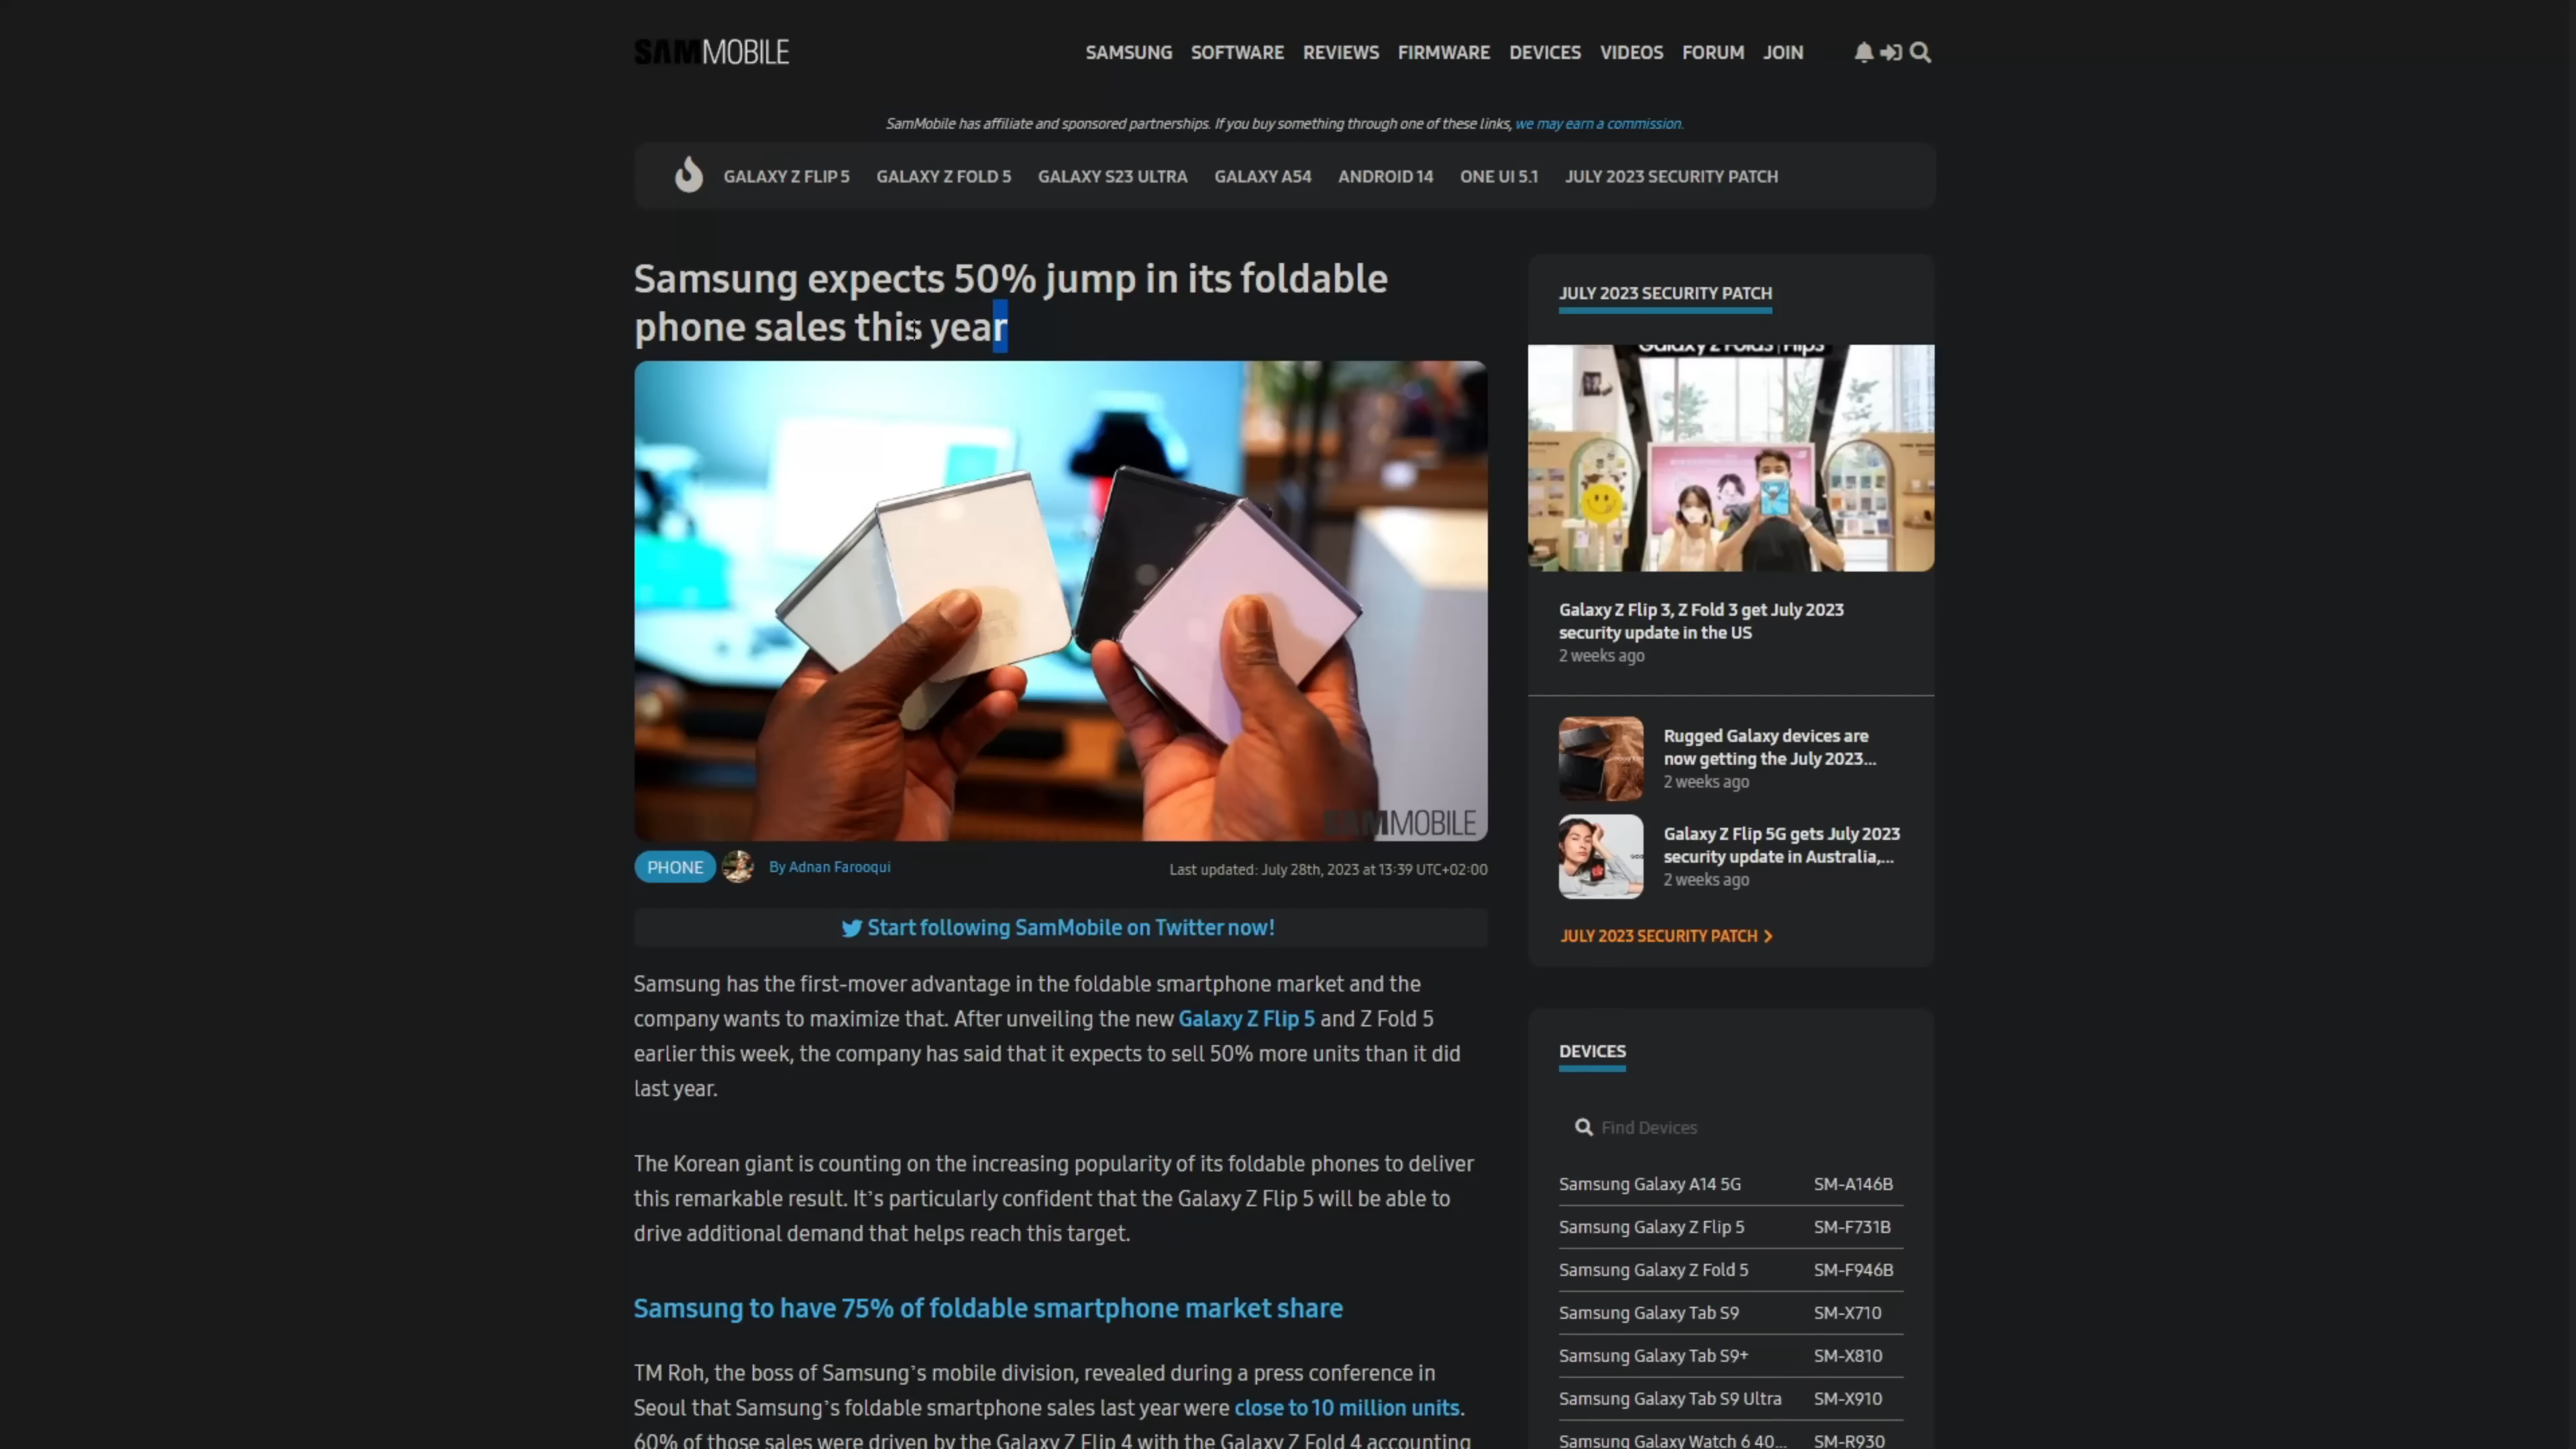 SAMMOBILE
SAMSUNG SOFTWARE REVIEWS FIRMWARE DEVICES VIDEOS FORUM JOIN
SamMobile has affiliate and sponsored partnerships. If you buy something through one of these links, we may earn a commission.
GALAXY Z FLIP 5 GALAXY Z FOLD 5 GALAXY S23 ULTRA GALAXY A54 ANDROID 14 ONE UI 5.1 JULY 2023 SECURITY PATCH
Samsung expects 50% jump in its foldable
phone sales this year
SAMMOBILE
PHONE By Adnan Farooqui Last updated: July 28th, 2023 at 13:39 UTC+02:00
Start following SamMobile on Twitter now!
Samsung has the first-mover advantage in the foldable smartphone market and the
company wants to maximize that. After unveiling the new Galaxy Z Flip 5 and Z Fold 5
earlier this week, the company has said that it expects to sell 50% more units than it did
last year.
The Korean giant is counting on the increasing popularity of its foldable phones to deliver
this remarkable result. It's particularly confident that the Galaxy Z Flip 5 will be able to
drive additional demand that helps reach this target.
Samsung to have 75% of foldable smartphone market share
TM Roh, the boss of Samsung's mobile division, revealed during a press conference in
Seoul that Samsung's foldable smartphone sales last year were close to 10 million units.
60% of those sales were driven by the Galaxy Z Flip 4 with the Galaxy Z Fold 4 accounting
JULY 2023 SECURITY PATCH
Galaxy Z Flip 3, Z Fold 3 get July 2023
security update in the US
2 weeks ago
Rugged Galaxy devices are
now getting the July 2023...
2 weeks ago
Galaxy Z Flip 5G gets July 2023
security update in Australia,...
2 weeks ago
JULY 2023 SECURITY PATCH
DEVICES
Find Devices
Samsung Galaxy A14 5G SM-A146B
Samsung Galaxy Z Flip 5 SM-F731B
Samsung Galaxy Z Fold 5 SM-F946B
Samsung Galaxy Tab S9 SM-X710
Samsung Galaxy Tab S9+ SM-X810
Samsung Galaxy Tab S9 Ultra SM-X910
Samsung Galaxy Watch 6 40... SM-R930